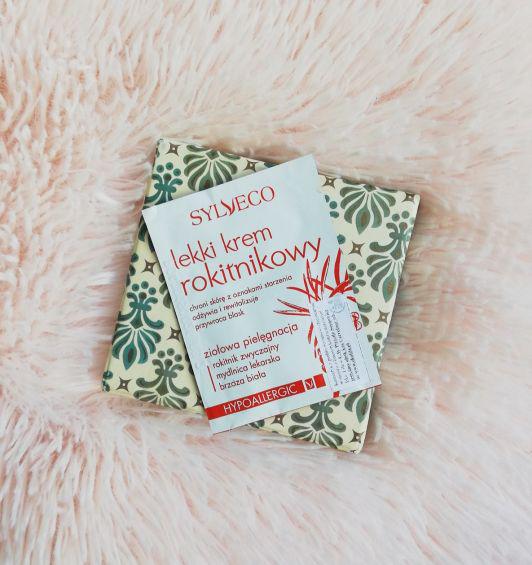 SYLVECO
lekki krem
rokitnikowy
chroni skórę z oznakami starzenia
odżywia i rewitalizuje
przywraca blask
ziołowa pielęgnacja
rokitnik zwyczajny
mydlnica lekarska
brzoza biała
HYPOALLERGIC